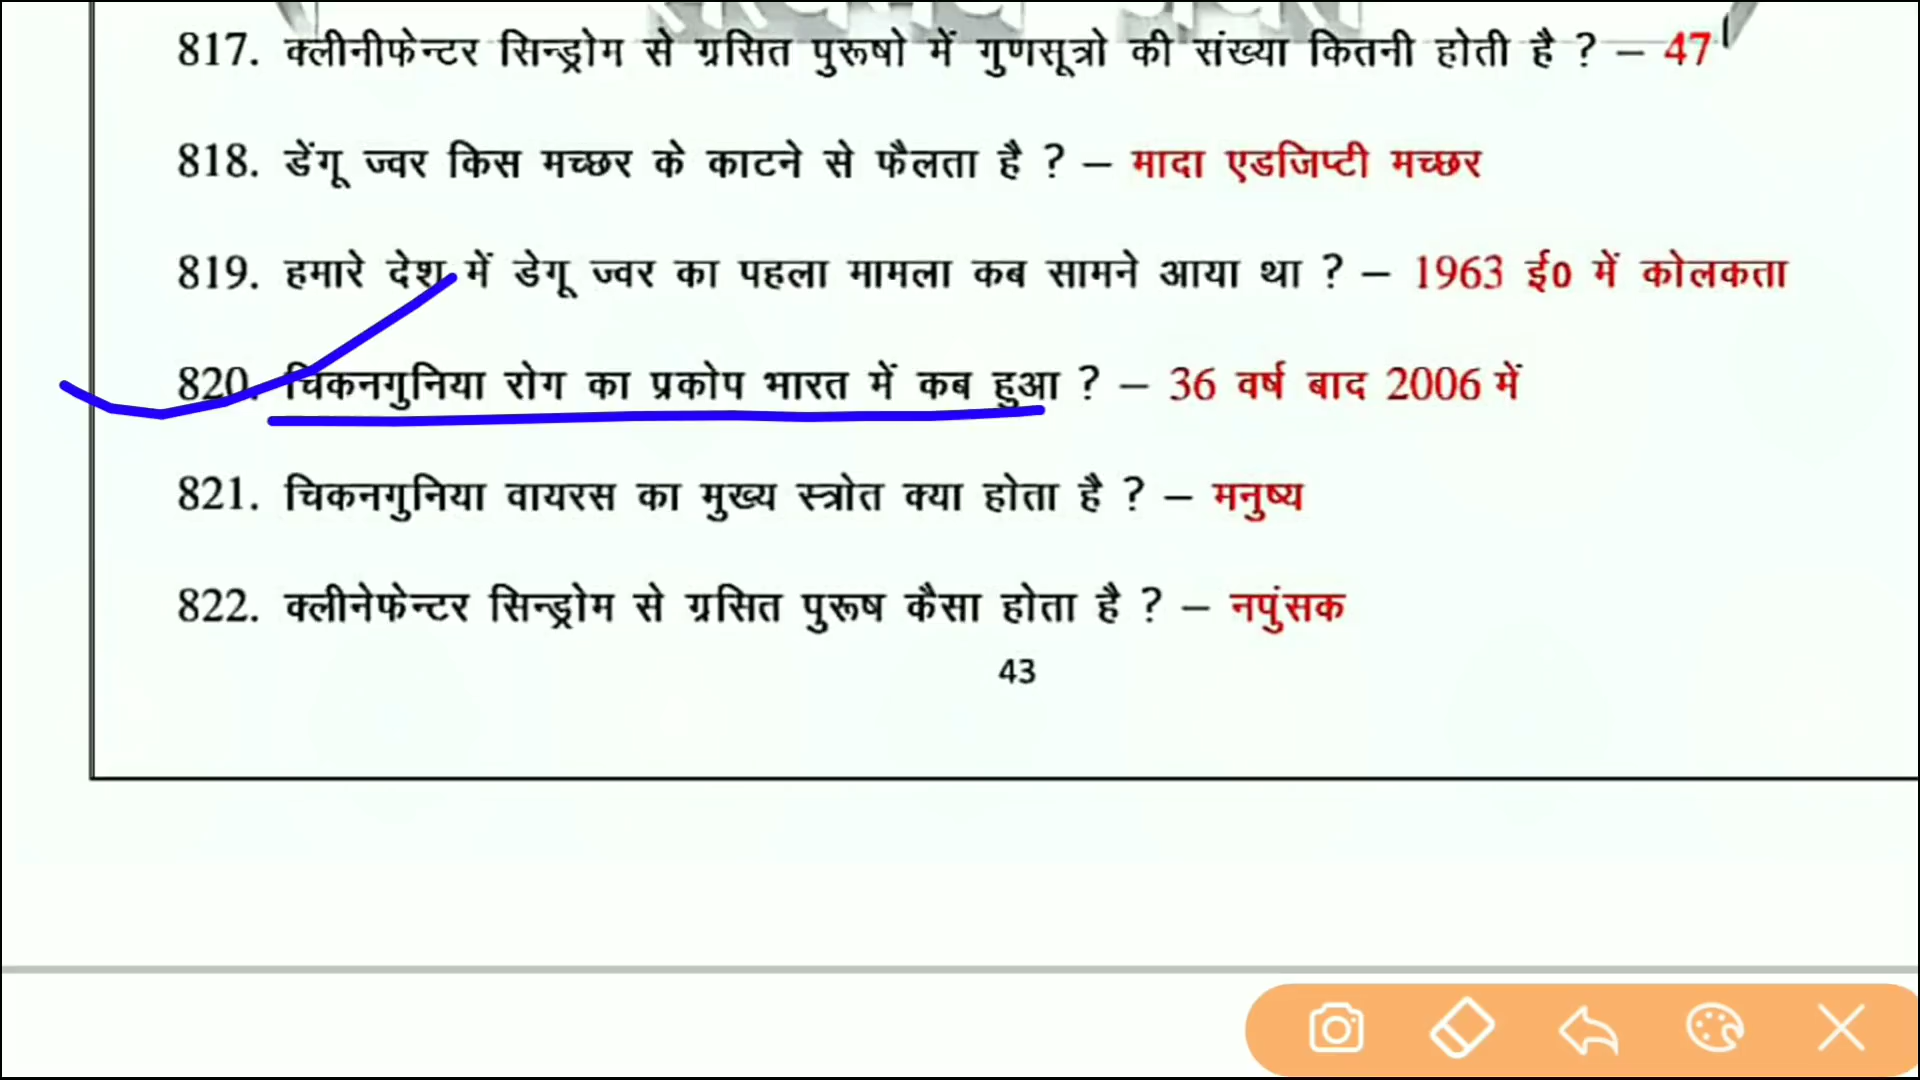 817. क्लीनीफेन्टर सिन्ड्रोम से ग्रसित पुरूषो में गुणसूत्रो की संख्या कितनी होती है ? – 47
818. डेंगू ज्वर किस मच्छर के काटने से फैलता है ? – मादा एडजिप्टी मच्छर
819. हमारे देश में डेगू ज्वर का पहला मामला कब सामने आया था ? – 1963 ई0 में कोलकता
820. चिकनगुनिया रोग का प्रकोप भारत में कब हुआ ? – 36 वर्ष बाद 2006 में
821. चिकनगुनिया वायरस का मुख्य स्त्रोत क्या होता है ? – मनुष्य
822. क्लीनेफेन्टर सिन्ड्रोम से ग्रसित पुरूष कैसा होता है ? – नपुंसक
43